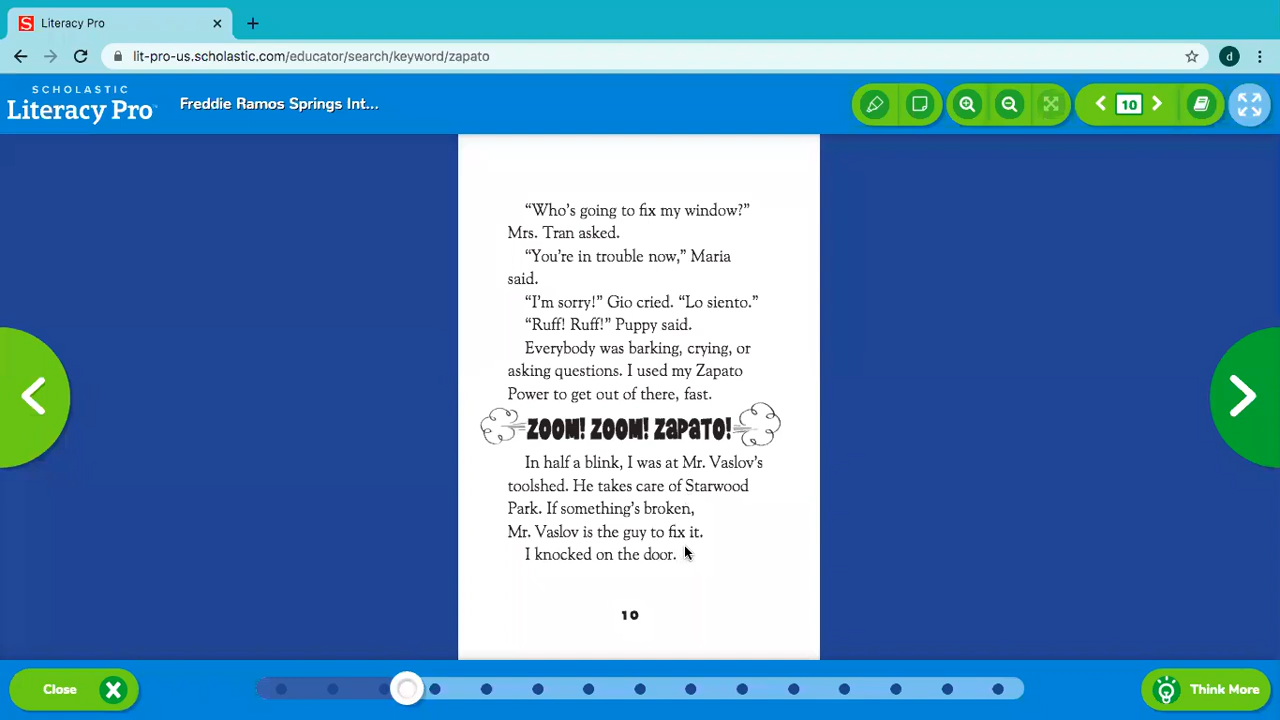 Literacy Pro
lit-pro-us.scholastic.com/educator/search/keyword/zapato
d
SCHOLASTIC
Literacy Pro
Freddie Ramos Springs Int...
10
“Who’s going to fix my window?”
Mrs. Tran asked.
“You’re in trouble now,” Maria
said.
“I’m sorry!” Gio cried. “Lo siento.”
“Ruff! Ruff!” Puppy said.
Everybody was barking, crying, or
asking questions. I used my Zapato
Power to get out of there, fast.
ZOOM! ZOOM! ZAPATO!
In half a blink, I was at Mr. Vaslov’s
toolshed. He takes care of Starwood
Park. If something’s broken,
Mr. Vaslov is the guy to fix it.
I knocked on the door.
10
Close
Think More